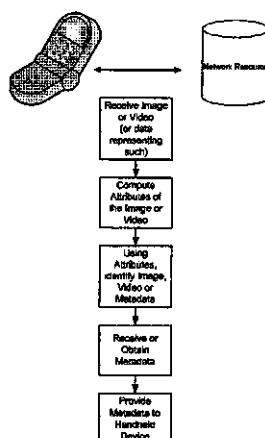 Network Resource
Receive Image
or Video
(or data
representing
such)
Compute
Attributes of
the Image or
Video
Using
Attributes,
Identify Image,
Video or
Metadata
Receive or
Obtain
Metadata
Provide
Metadata to
Handheld
Device